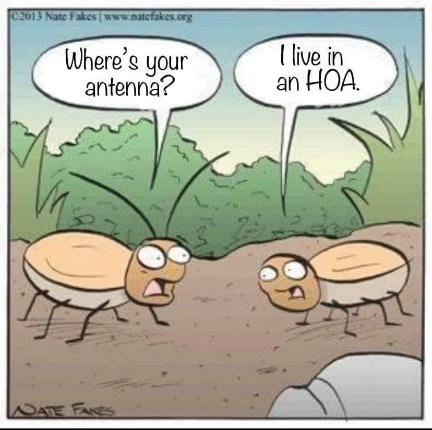 ©2013 Nate Fakes | www.natefakes.org
Where's your
antenna?
I live in
an HOA.
NATE FAKES